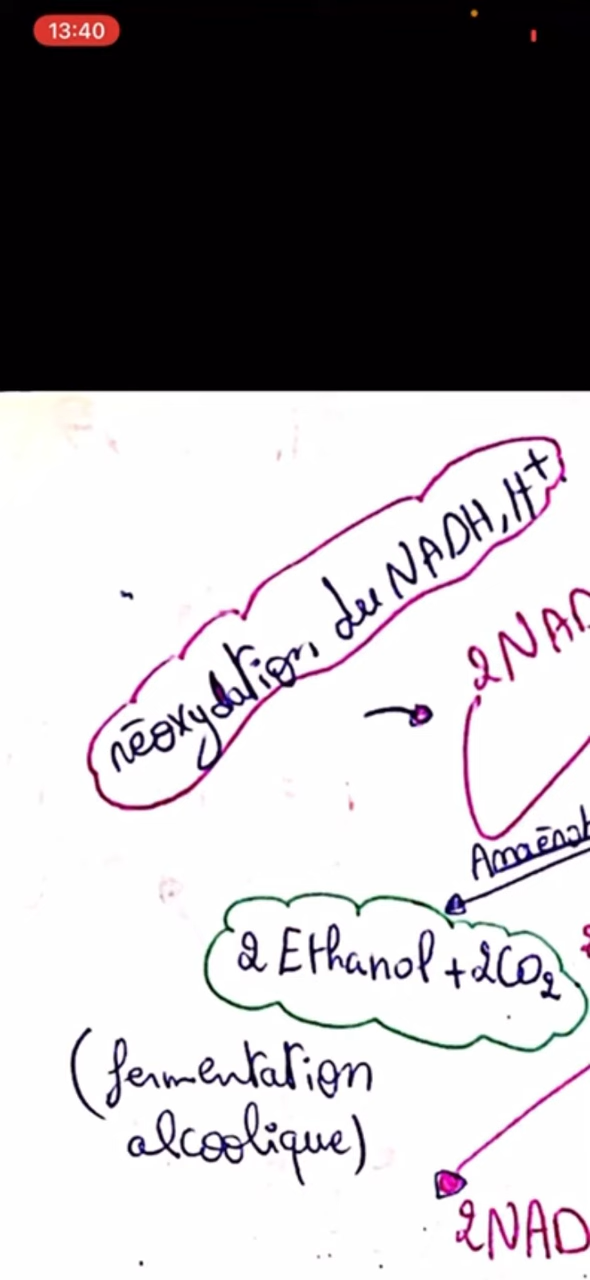 13:40
réoxydation du NADH,H+
2NAD
Anaérob
2 Ethanol + 2CO2
(fermentation
alcoolique)
2NAD